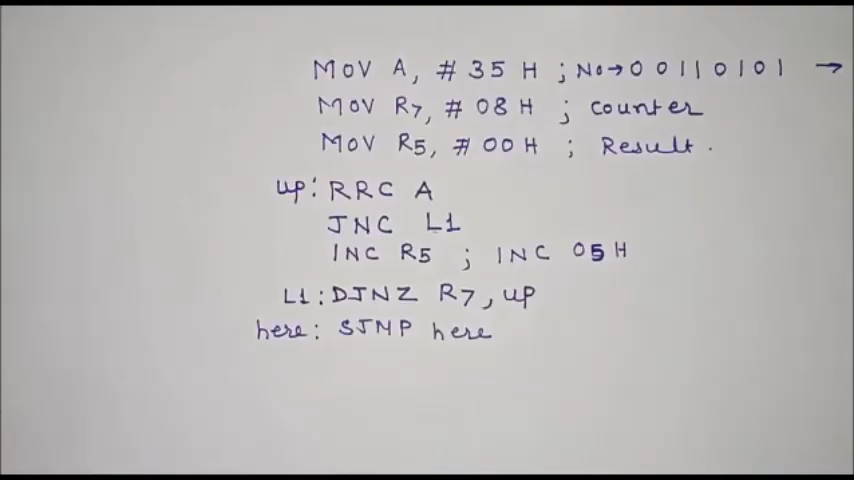 MOV A, # 35 H ; No→ 0 0 1 1 0 1 0 1 →
MOV R7, # 08 H ; counter
MOV R5, # 00 H ; Result.
up: RRC A
JNC L1
INC R5 ; INC 05 H
L1: DJNZ R7, up
here: SJMP here